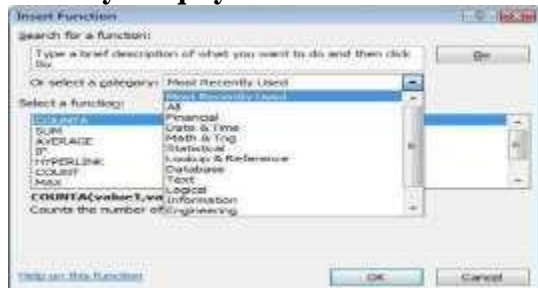 Insert Function
Search for a function:
Type a brief description of what you want to do and then click
Go
Go
Or select a category: Most Recently Used
Most Recently Used
All
Financial
Date & Time
Math & Trig
Statistical
Lookup & Reference
Database
Text
Logical
Information
Engineering
Select a function:
COUNTA
SUM
AVERAGE
IF
HYPERLINK
COUNT
MAX
COUNTA(value1,va
Counts the number of
Help on this function
OK
Cancel